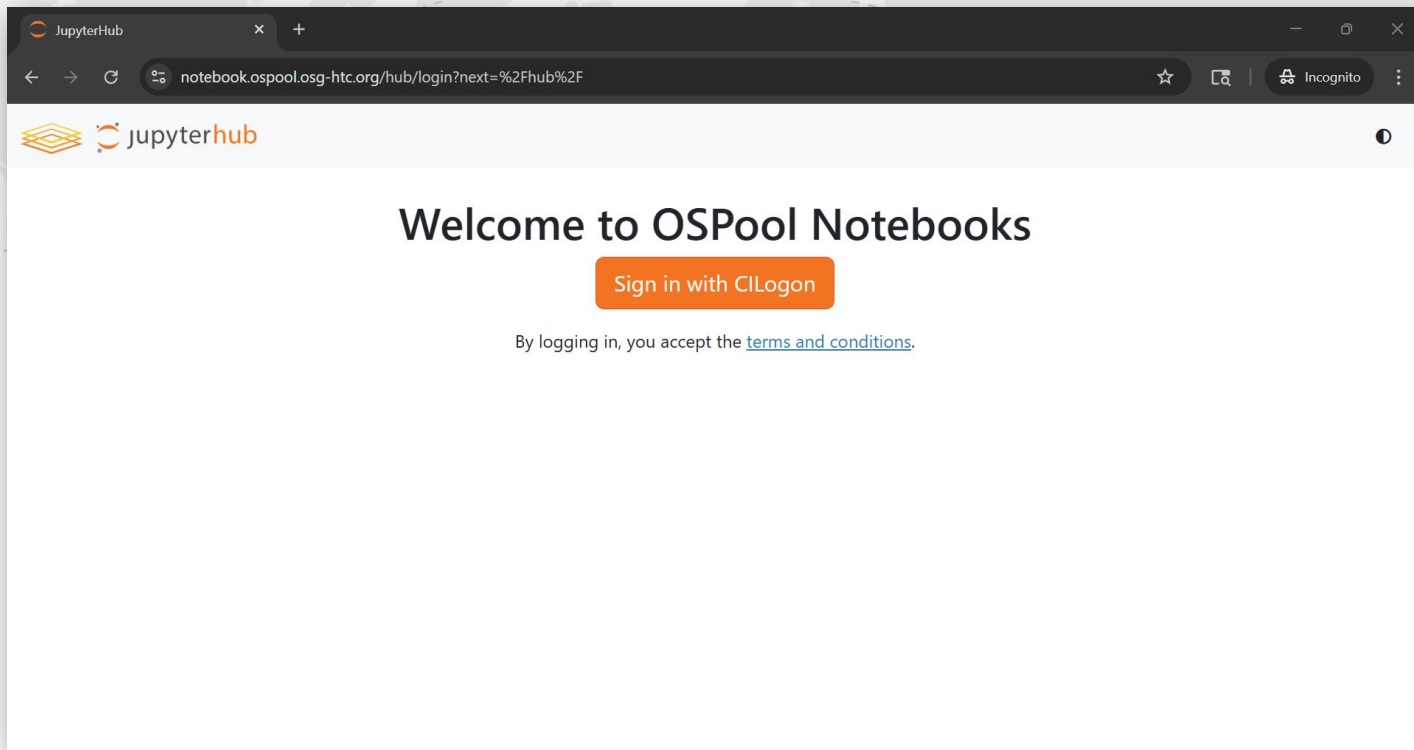 JupyterHub
notebook.ospool.osg-htc.org/hub/login?next=%2Fhub%2F
Incognito
jupyterhub
Welcome to OSPool Notebooks
Sign in with CILogon
By logging in, you accept the terms and conditions.